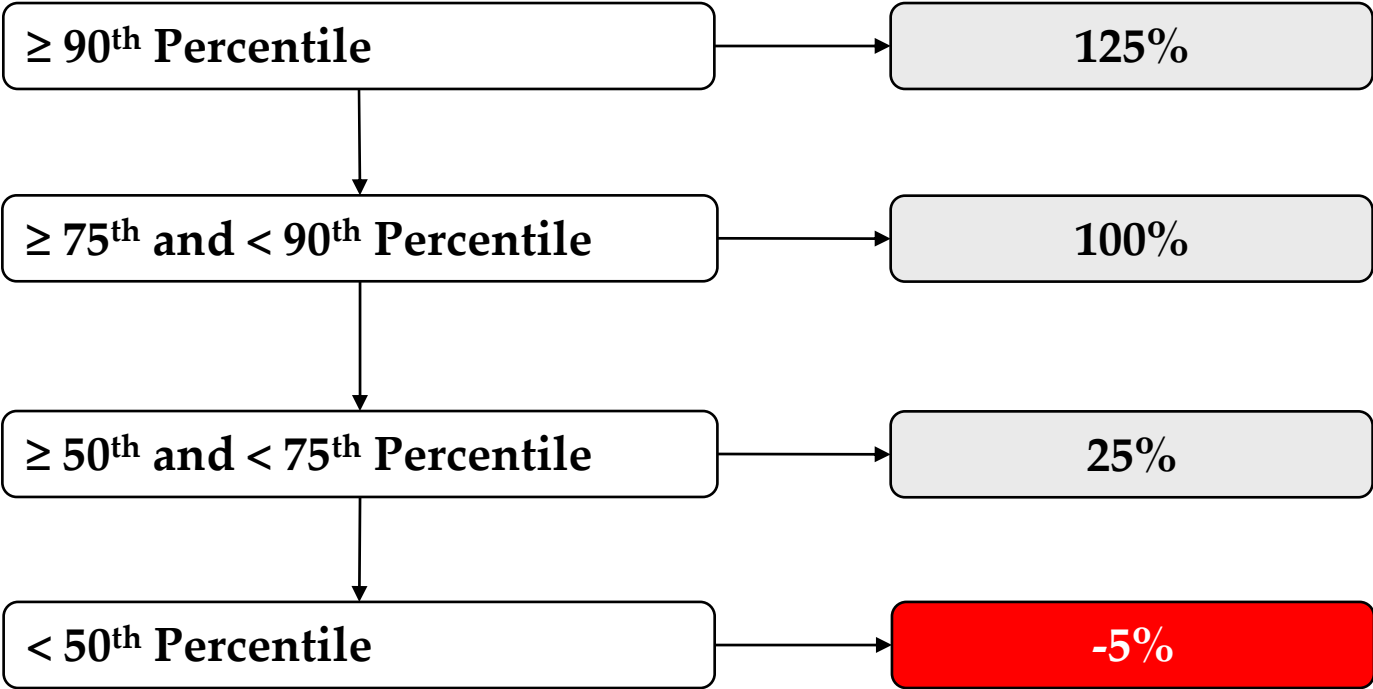 ≥ 90th Percentile
125%
≥ 75th and < 90th Percentile
100%
≥ 50th and < 75th Percentile
25%
< 50th Percentile
-5%